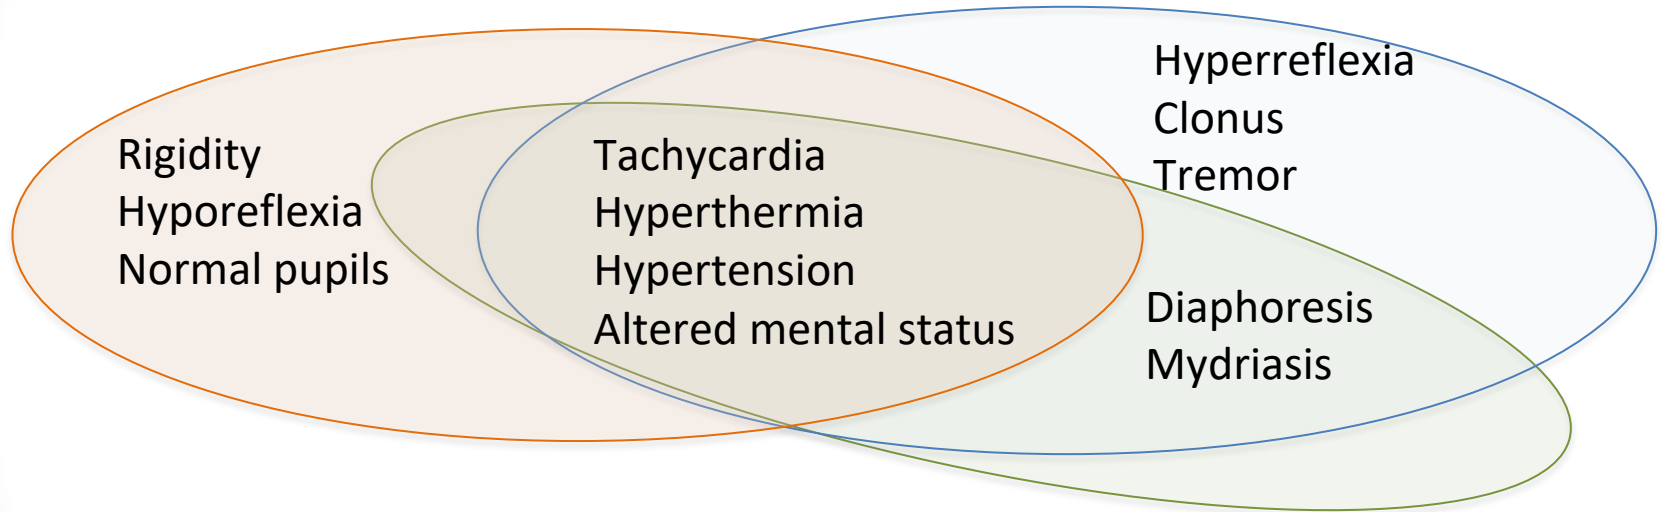 Rigidity
Hyporeflexia
Normal pupils
Tachycardia
Hyperthermia
Hypertension
Altered mental status
Hyperreflexia
Clonus
Tremor
Diaphoresis
Mydriasis